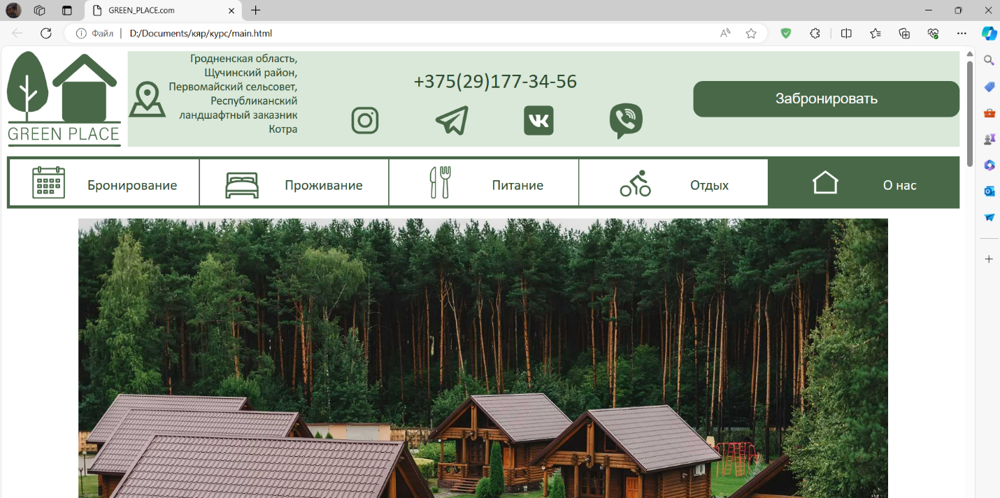 GREEN_PLACE.com
Файл
D:/Documents/кяр/курс/main.html
GREEN PLACE
Гродненская область,
Щучинский район,
Первомайский сельсовет,
Республиканский
ландшафтный заказник
Котра
+375(29)177-34-56
Забронировать
Бронирование
Проживание
Питание
Отдых
О нас